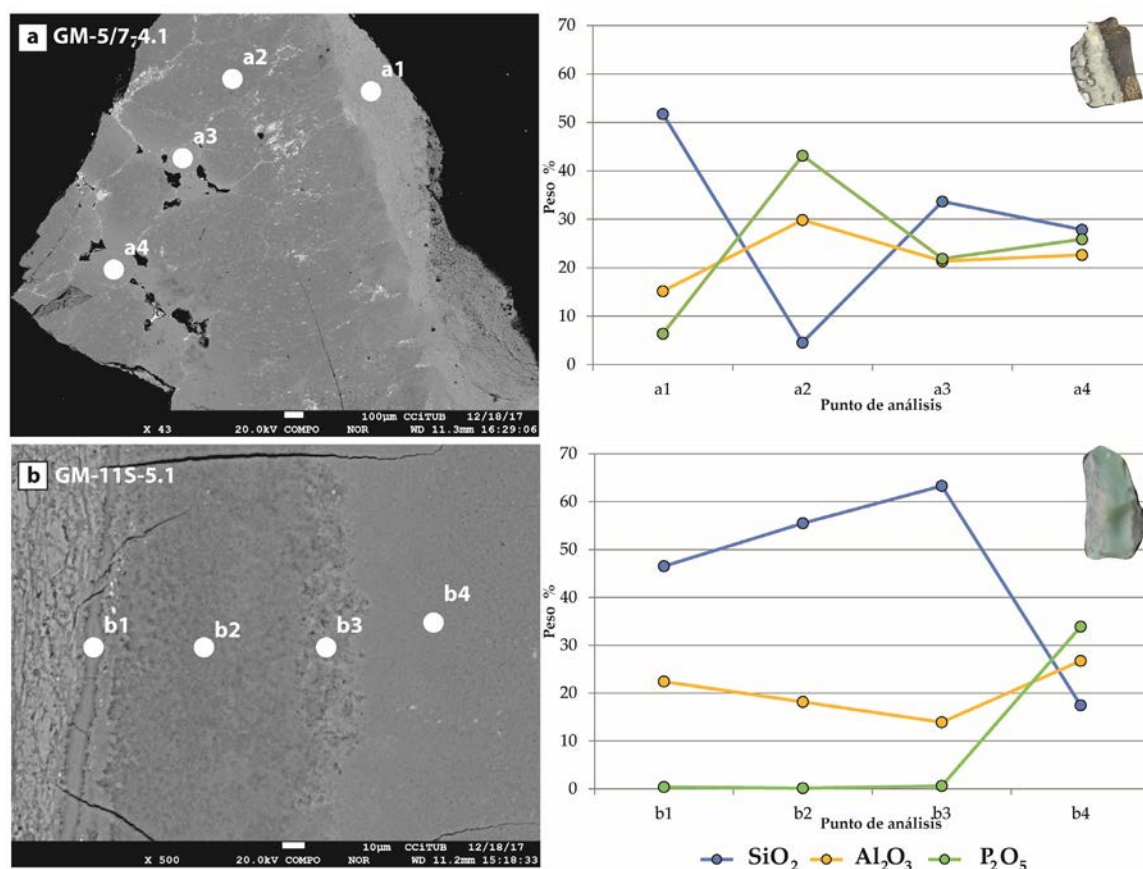 a GM-5/7-4.1
a2
a1
a3
a4
100µm CCiTUB 12/18/17
X 43 20.0kV COMPO NOR WD 11.3mm 16:29:06
70
60
50
40
30
20
10
0
Peso %
a1 a2 a3 a4
Punto de análisis
b GM-11S-5.1
b1 b2 b3 b4
10µm CCiTUB 12/18/17
X 500 20.0kV COMPO NOR WD 11.2mm 15:18:33
70
60
50
40
30
20
10
0
Peso %
b1 b2 b3 b4
Punto de análisis
SiO₂ Al₂O₃ P₂O₅